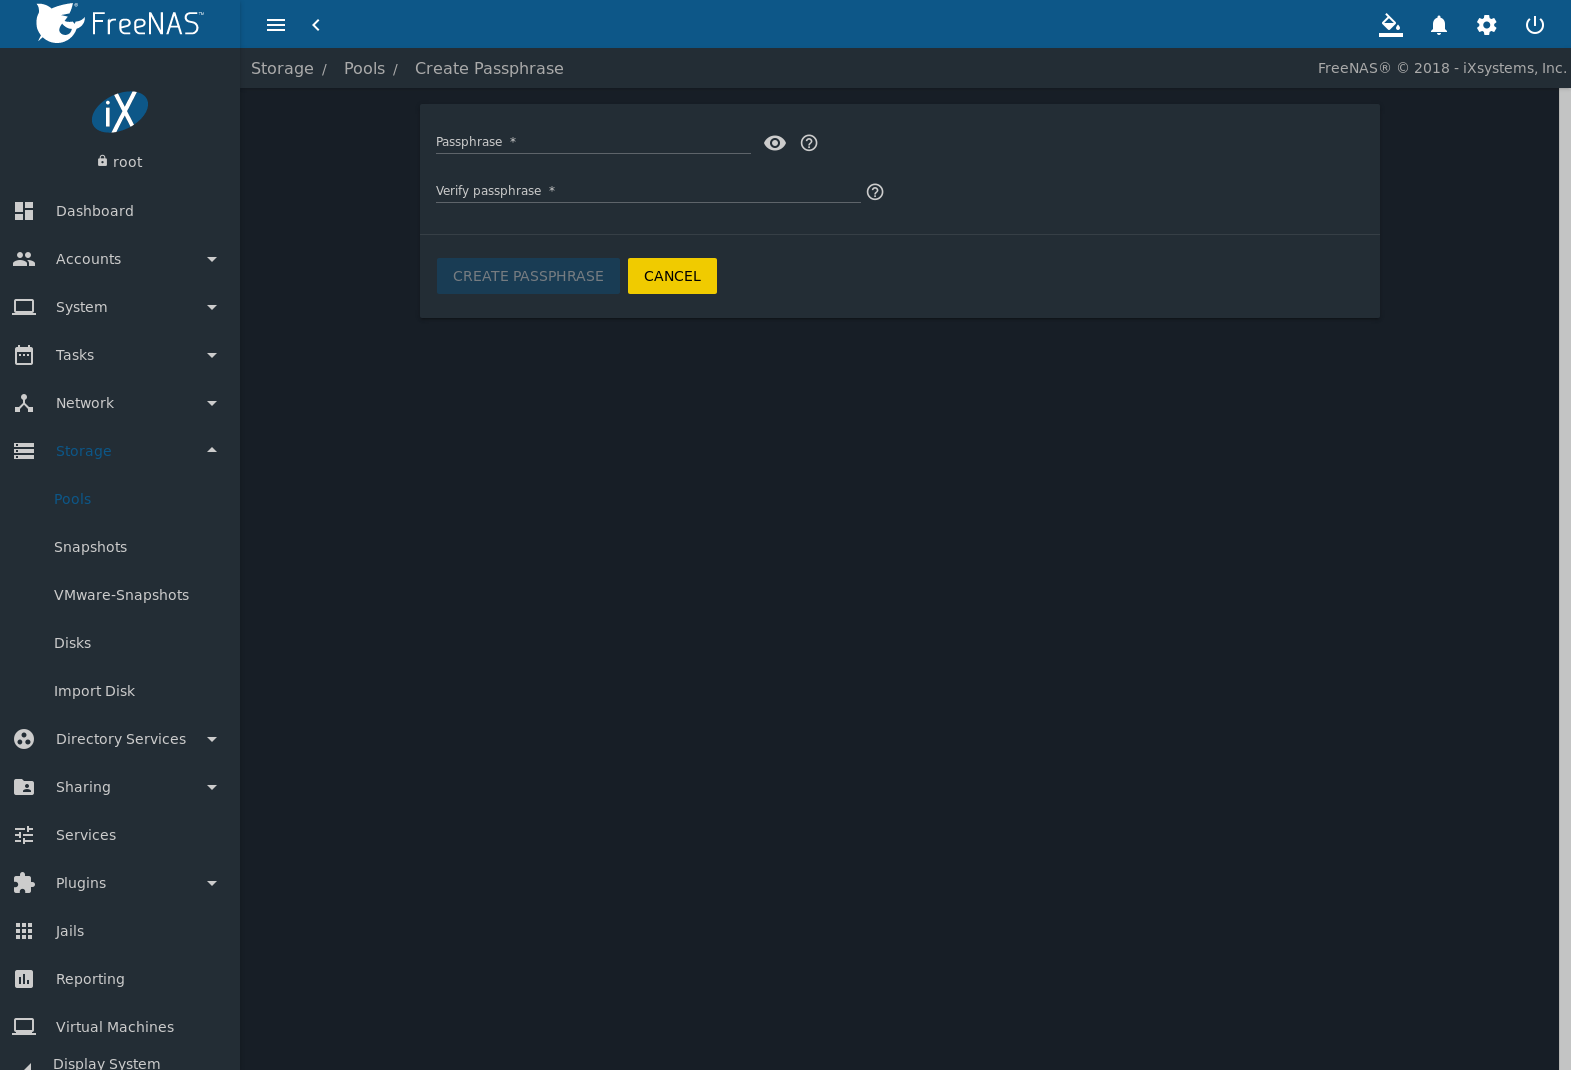 FreeNAS®™
Storage / Pools / Create Passphrase
FreeNAS® © 2018 - iXsystems, Inc.
iX
root
Dashboard
Accounts
System
Tasks
Network
Storage
Pools
Snapshots
VMware-Snapshots
Disks
Import Disk
Directory Services
Sharing
Services
Plugins
Jails
Reporting
Virtual Machines
Display System
Passphrase *
Verify passphrase *
CREATE PASSPHRASE
CANCEL